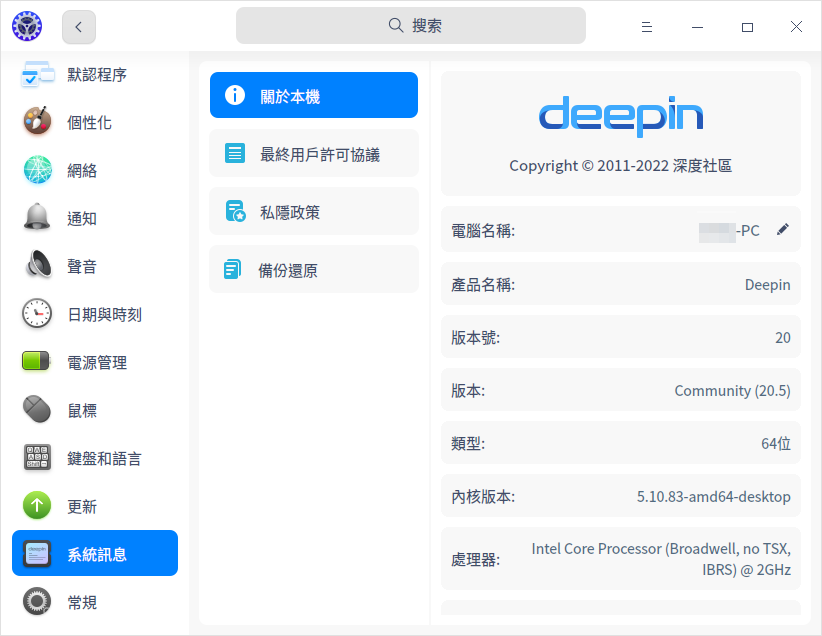 搜索
默認程序
個性化
網絡
通知
聲音
日期與時刻
電源管理
鼠標
鍵盤和語言
更新
系統訊息
常規
關於本機
最終用戶許可協議
私隱政策
備份還原
deepin
Copyright © 2011-2022 深度社區
電腦名稱: -PC
產品名稱: Deepin
版本號: 20
版本: Community (20.5)
類型: 64位
內核版本: 5.10.83-amd64-desktop
處理器: Intel Core Processor (Broadwell, no TSX,
IBRS) @ 2GHz